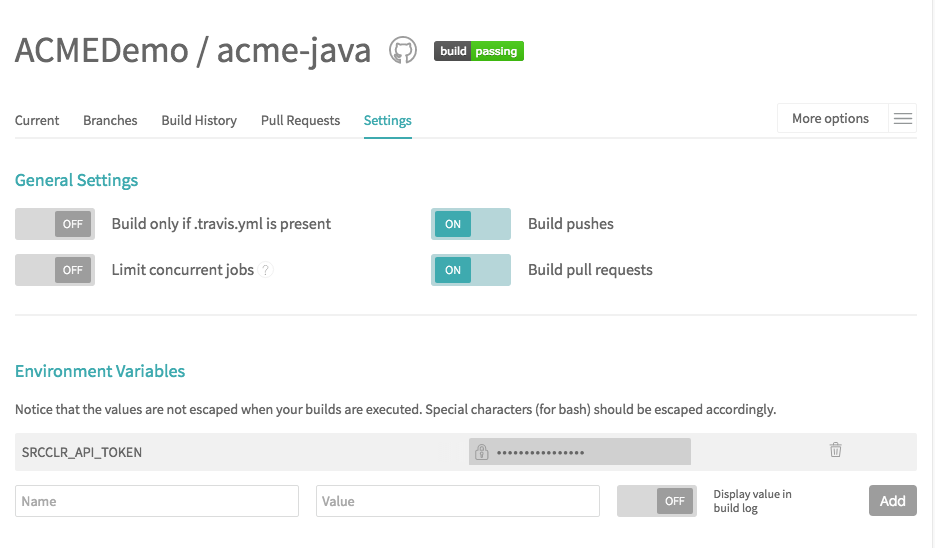 ACMEDemo / acme-java build passing
Current Branches Build History Pull Requests Settings More options
General Settings
OFF Build only if .travis.yml is present ON Build pushes
OFF Limit concurrent jobs ? ON Build pull requests
Environment Variables
Notice that the values are not escaped when your builds are executed. Special characters (for bash) should be escaped accordingly.
SRCCLR_API_TOKEN ••••••••••••••••
Name Value OFF Display value in
build log Add